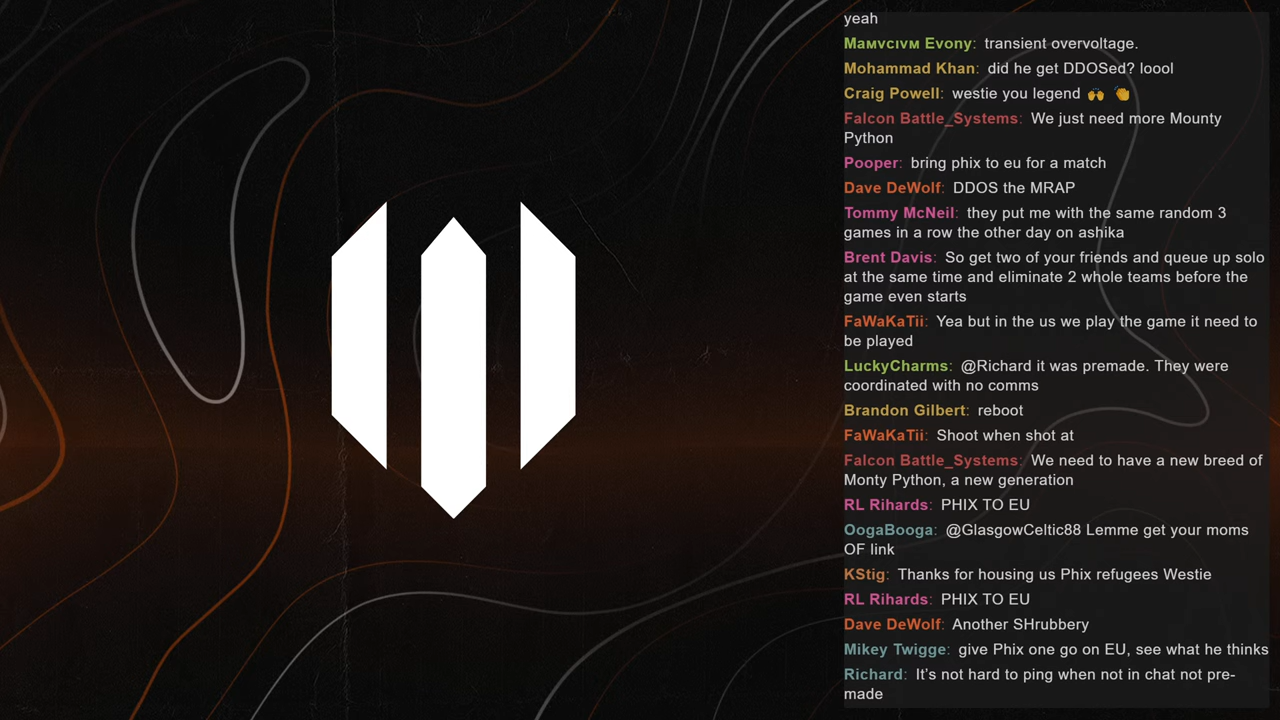 yeah
Mᴀᴍᴠᴄɪᴠᴍ Evony: transient overvoltage.
Mohammad Khan: did he get DDOSed? loool
Craig Powell: westie you legend 🙌 👏
Falcon Battle_Systems: We just need more Mounty
Python
Pooper: bring phix to eu for a match
Dave DeWolf: DDOS the MRAP
Tommy McNeil: they put me with the same random 3
games in a row the other day on ashika
Brent Davis: So get two of your friends and queue up solo
at the same time and eliminate 2 whole teams before the
game even starts
FaWaKaTii: Yea but in the us we play the game it need to
be played
LuckyCharms: @Richard it was premade. They were
coordinated with no comms
Brandon Gilbert: reboot
FaWaKaTii: Shoot when shot at
Falcon Battle_Systems: We need to have a new breed of
Monty Python, a new generation
RL Rihards: PHIX TO EU
OogaBooga: @GlasgowCeltic88 Lemme get your moms
OF link
KStig: Thanks for housing us Phix refugees Westie
RL Rihards: PHIX TO EU
Dave DeWolf: Another SHrubbery
Mikey Twigge: give Phix one go on EU, see what he thinks
Richard: It's not hard to ping when not in chat not pre-
made